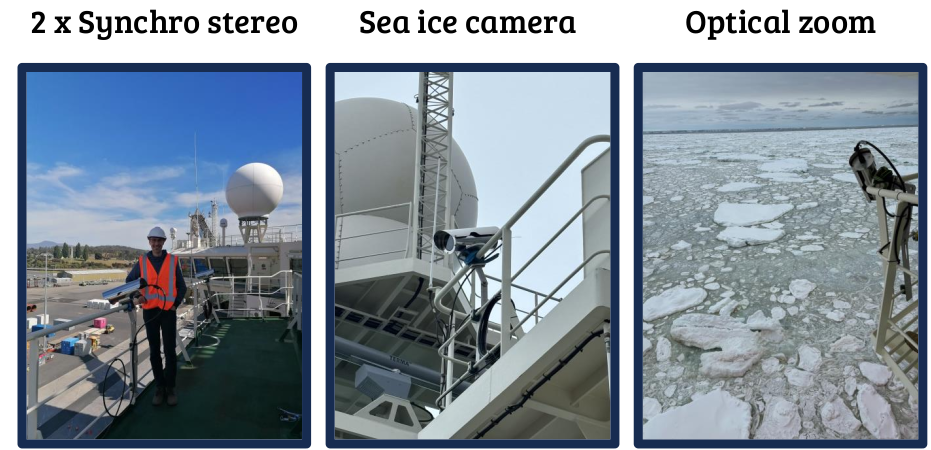 2 x Synchro stereo
Sea ice camera
Optical zoom